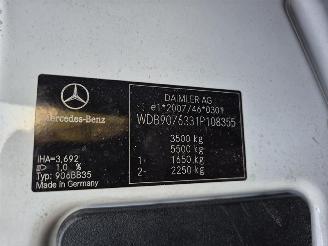 DAIMLER AG
e1*2007/46*0301
Mercedes-Benz
WDB9076331P108355
3500 kg
5500 kg
1- 1650 kg
2- 2250 kg
IHA=3,692
1,0 %
Typ: 906BB35
Made in Germany